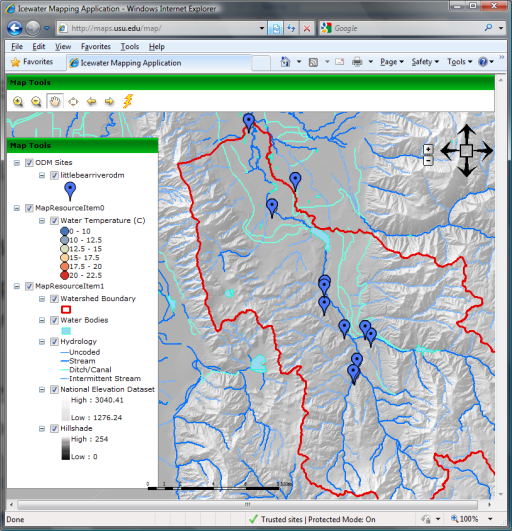 Icewater Mapping Application - Windows Internet Explorer
http://maps.usu.edu/map/
Google
File Edit View Favorites Tools Help
Favorites
Icewater Mapping Application
Page Safety Tools
Map Tools
Map Tools
ODM Sites
littlebearriverodm
MapResourceItem0
Water Temperature (C)
0 - 10
10 - 12.5
12.5 - 15
15- 17.5
17.5 - 20
20 - 22.5
MapResourceItem1
Watershed Boundary
Water Bodies
Hydrology
Uncoded
Stream
Ditch/Canal
Intermittent Stream
National Elevation Dataset
High : 3040.41
Low : 1276.24
Hillshade
High : 254
Low : 0
Done
Trusted sites | Protected Mode: On
100%